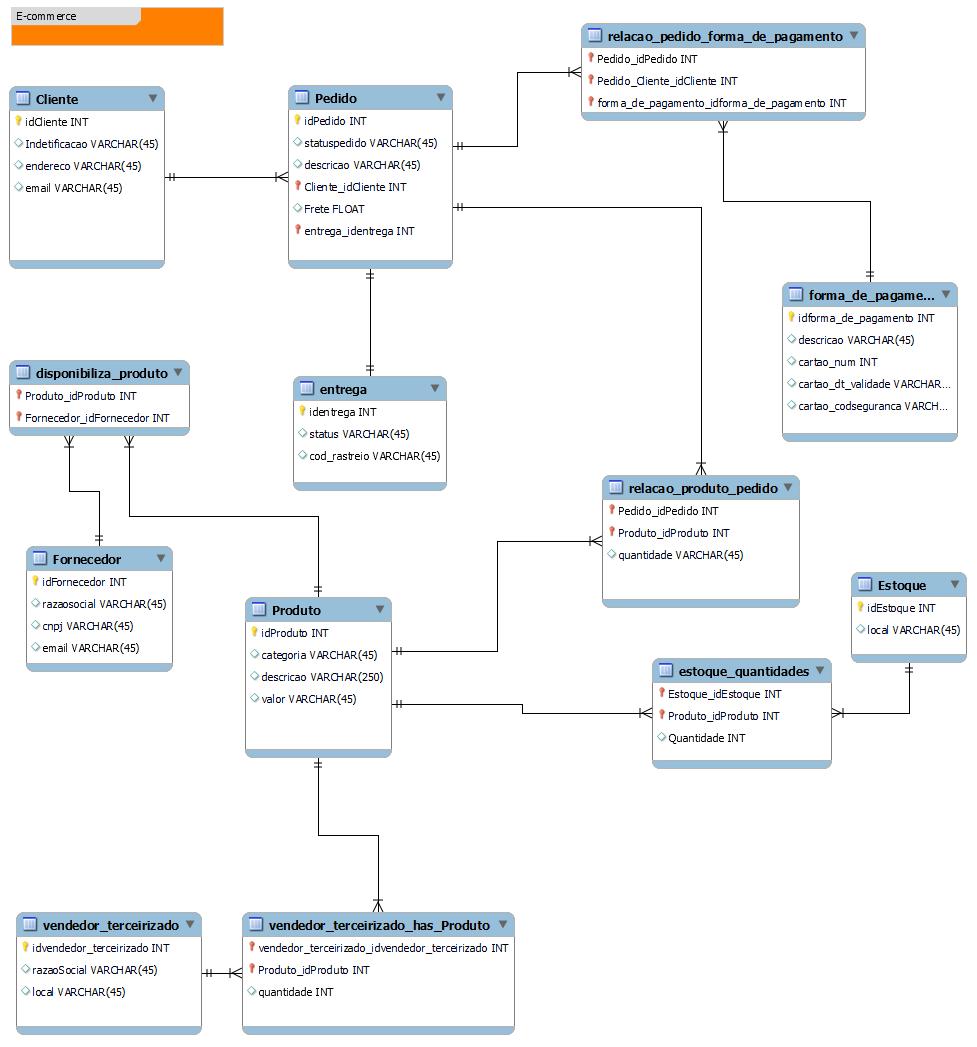 E-commerce
relacao_pedido_forma_de_pagamento
Pedido_idPedido INT
Pedido_Cliente_idCliente INT
forma_de_pagamento_idforma_de_pagamento INT
Cliente
idCliente INT
Indetificacao VARCHAR(45)
endereco VARCHAR(45)
email VARCHAR(45)
Pedido
idPedido INT
statuspedido VARCHAR(45)
descricao VARCHAR(45)
Cliente_idCliente INT
Frete FLOAT
entrega_identrega INT
forma_de_pagame...
idforma_de_pagamento INT
descricao VARCHAR(45)
cartao_num INT
cartao_dt_validade VARCHAR...
cartao_codseguranca VARCH...
disponibiliza_produto
Produto_idProduto INT
Fornecedor_idFornecedor INT
entrega
identrega INT
status VARCHAR(45)
cod_rastreio VARCHAR(45)
relacao_produto_pedido
Pedido_idPedido INT
Produto_idProduto INT
quantidade VARCHAR(45)
Fornecedor
idFornecedor INT
razaosocial VARCHAR(45)
cnpj VARCHAR(45)
email VARCHAR(45)
Produto
idProduto INT
categoria VARCHAR(45)
descricao VARCHAR(250)
valor VARCHAR(45)
Estoque
idEstoque INT
local VARCHAR(45)
estoque_quantidades
Estoque_idEstoque INT
Produto_idProduto INT
Quantidade INT
vendedor_terceirizado
idvendedor_terceirizado INT
razaoSocial VARCHAR(45)
local VARCHAR(45)
vendedor_terceirizado_has_Produto
vendedor_terceirizado_idvendedor_terceirizado INT
Produto_idProduto INT
quantidade INT